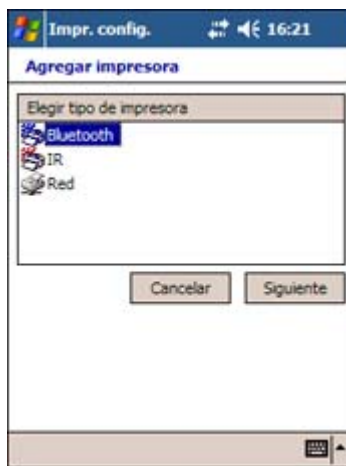 Impr. config. 16:21
Agregar impresora
Elegir tipo de impresora
Bluetooth
IR
Red
Cancelar Siguiente